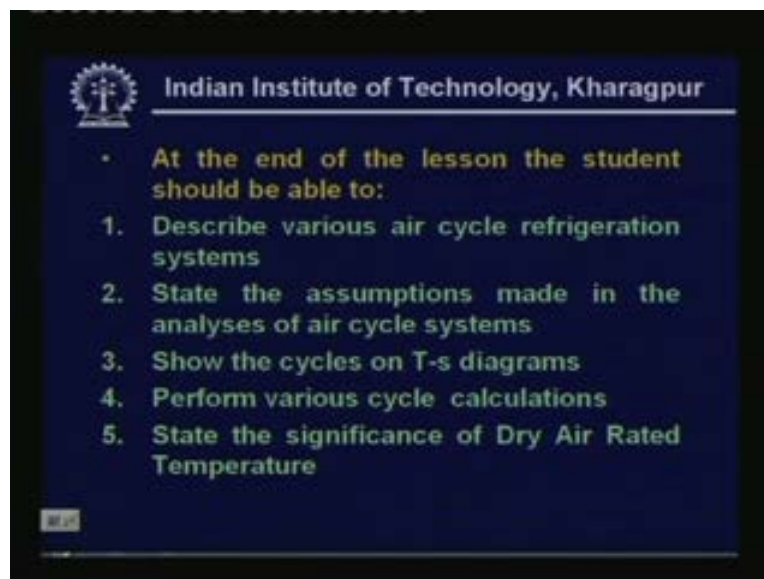 Indian Institute of Technology, Kharagpur
• At the end of the lesson the student
should be able to:
1. Describe various air cycle refrigeration
systems
2. State the assumptions made in the
analyses of air cycle systems
3. Show the cycles on T-s diagrams
4. Perform various cycle calculations
5. State the significance of Dry Air Rated
Temperature